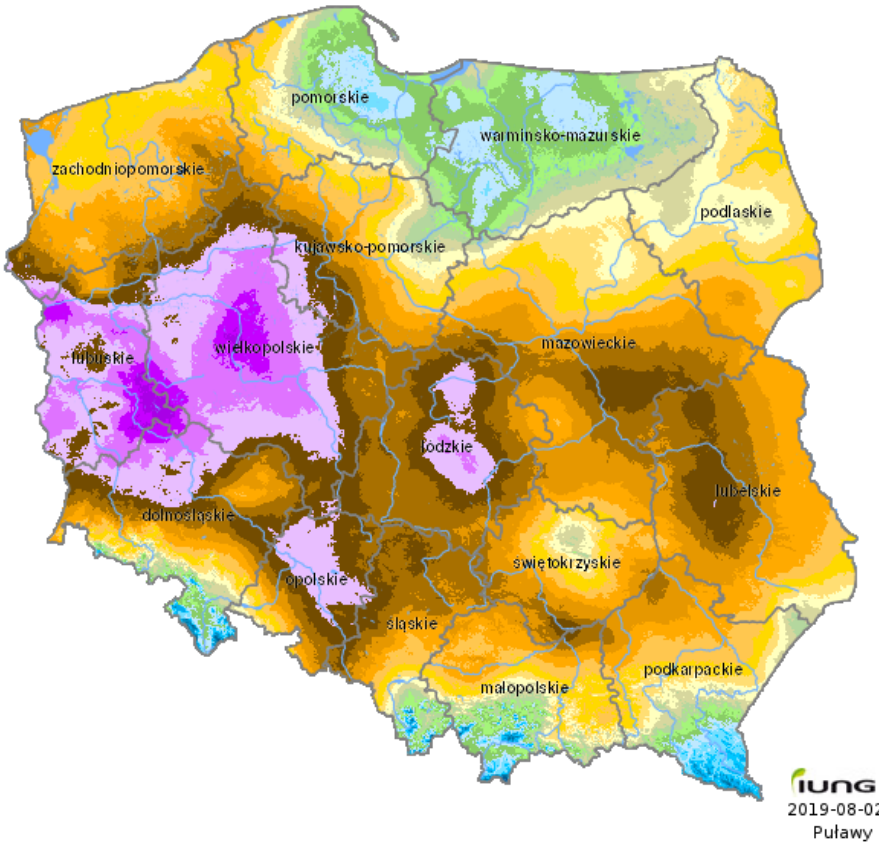 pomorskie
warmińsko-mazurskie
zachodniopomorskie
podlaskie
kujawsko-pomorskie
mazowieckie
wielkopolskie
lubuskie
łódzkie
lubelskie
dolnośląskie
świętokrzyskie
opolskie
śląskie
podkarpackie
małopolskie
IUNG
2019-08-02
Puławy